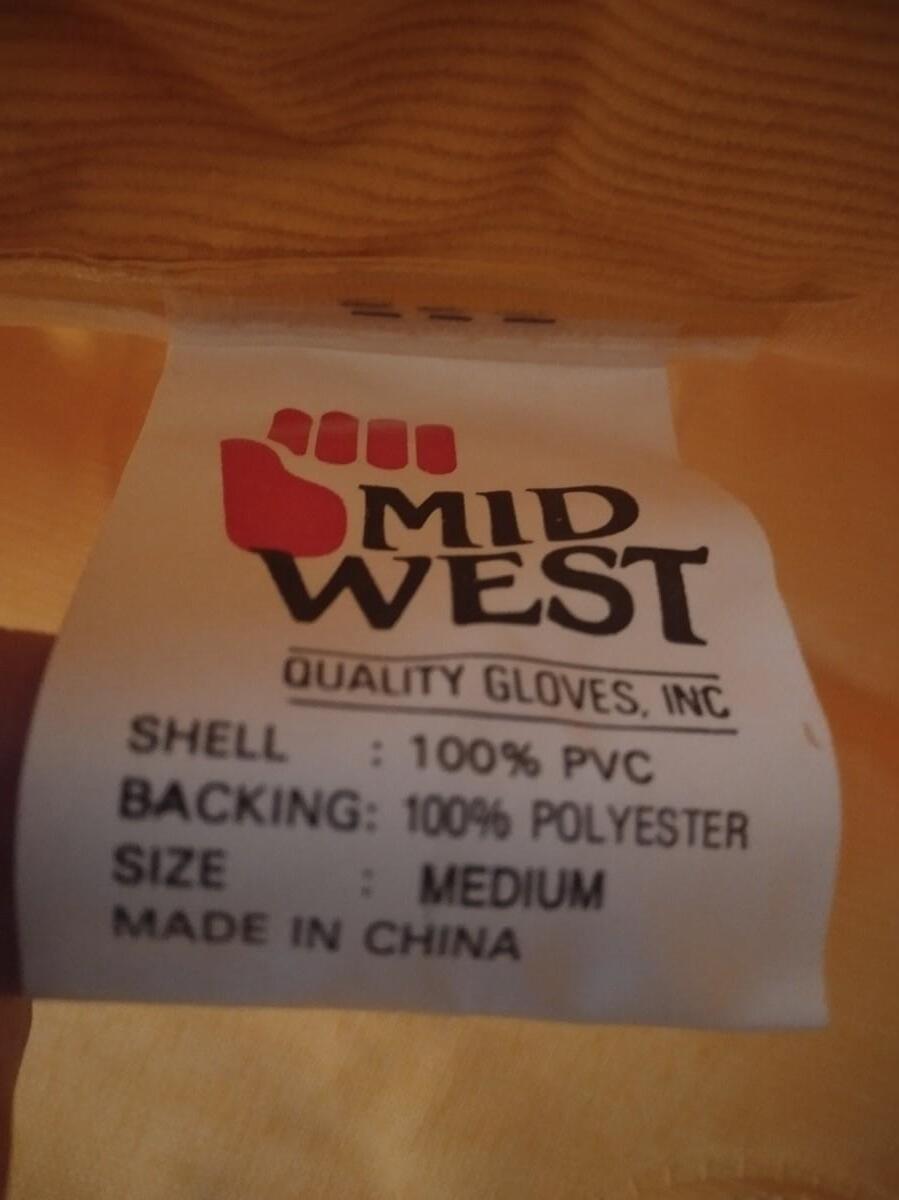 MID
WEST
QUALITY GLOVES, INC
SHELL : 100% PVC
BACKING: 100% POLYESTER
SIZE : MEDIUM
MADE IN CHINA